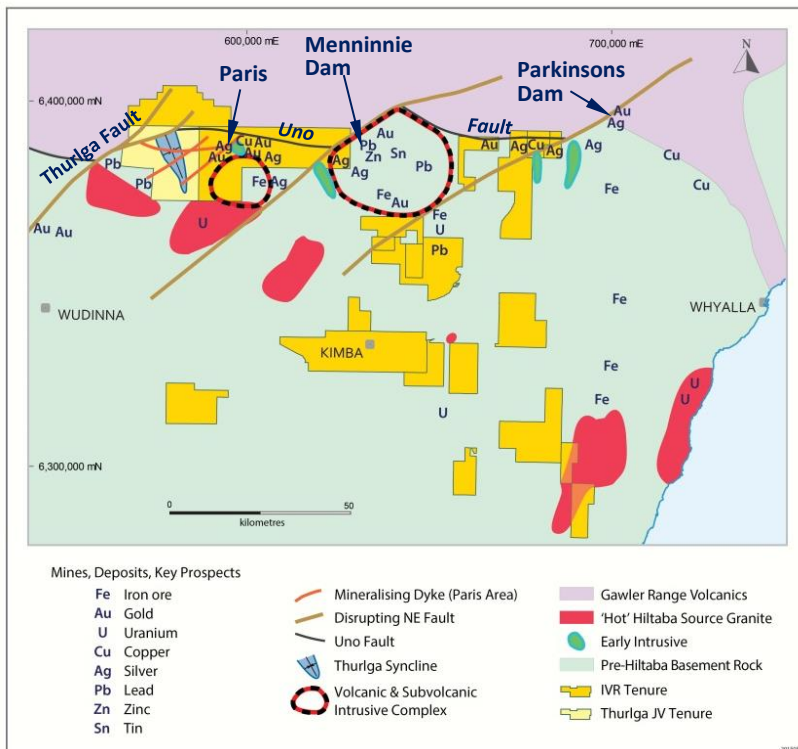 600,000 mE
700,000 mE
N
Menninnie
Dam
Paris
Parkinsons
Dam
6,400,000 mN
Thurlga Fault
Uno
Fault
Au
Ag
Pb
Pb
Ag
Cu
Au
Au
Au
Ag
Fe
Ag
Ag
Au
Pb
Zn
Sn
Pb
Ag
Fe
Au
Au
Ag
Cu
Ag
Ag
Cu
Cu
Fe
Au
Au
U
Fe
U
Pb
WUDINNA
Fe
WHYALLA
KIMBA
Fe
U
U
Fe
U
6,300,000 mN
0
50
kilometres
Mines, Deposits, Key Prospects
Fe Iron ore
Au Gold
U Uranium
Cu Copper
Ag Silver
Pb Lead
Zn Zinc
Sn Tin
Mineralising Dyke (Paris Area)
Disrupting NE Fault
Uno Fault
Thurlga Syncline
Volcanic & Subvolcanic
Intrusive Complex
Gawler Range Volcanics
'Hot' Hiltaba Source Granite
Early Intrusive
Pre-Hiltaba Basement Rock
IVR Tenure
Thurlga JV Tenure